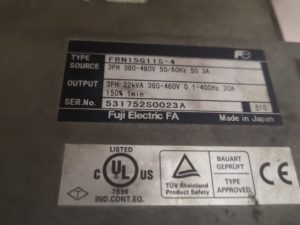 TYPE FRN15G11S-4
SOURCE 3PH 380-480V 50/60Hz 50.3A
OUTPUT 3PH 22kVA 380-460V 0.1-400Hz 30A
150% 1min
SER.No. 531752S0023A
Fuji Electric FA Made in Japan
LISTED
C UL US
IND.CONT.EQ.
TÜV Rheinland
Product Safety
BAUART
GEPRÜFT
TYPE
APPROVED